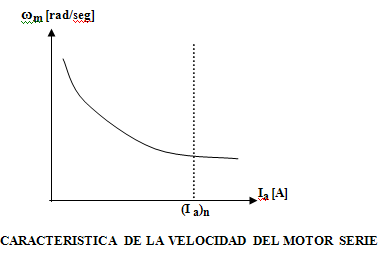 ωm [rad/seg]
Ia [A]
(Ia)n
CARACTERISTICA DE LA VELOCIDAD DEL MOTOR SERIE